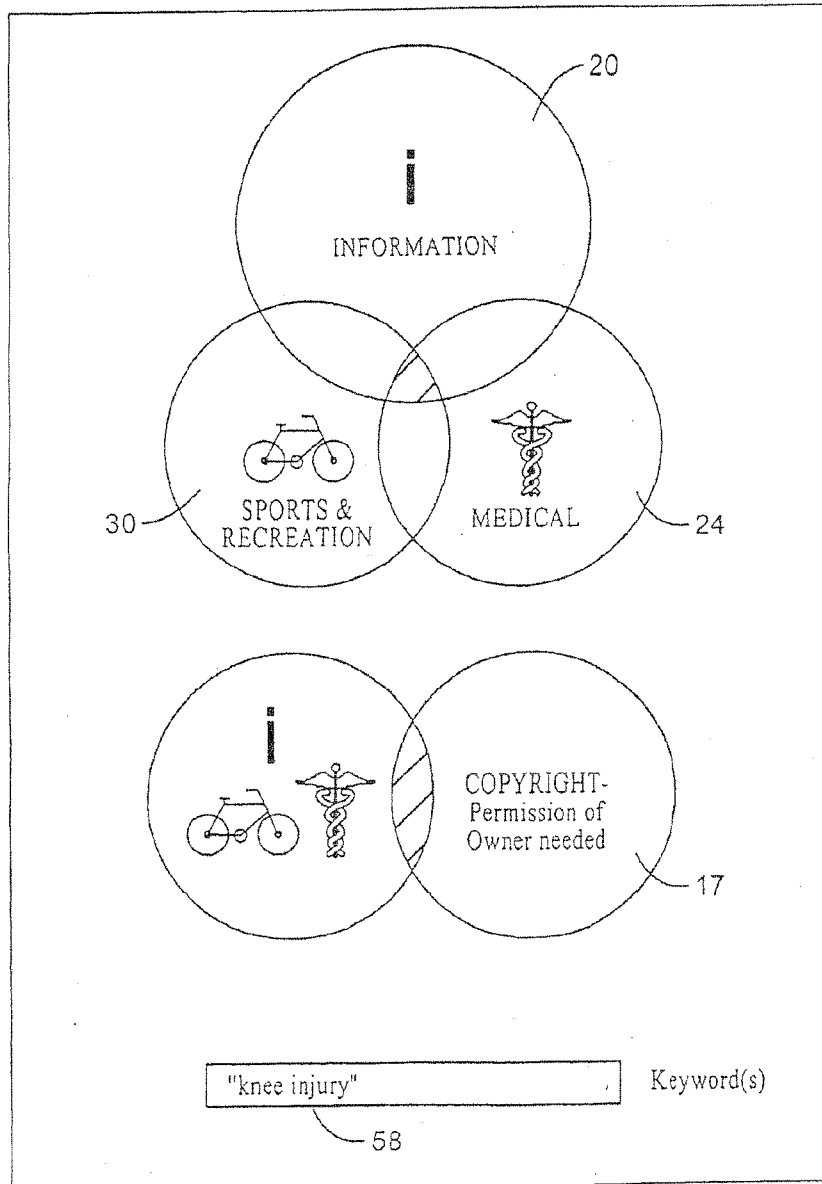 20
i
INFORMATION
SPORTS &
RECREATION
MEDICAL
30
24
i
COPYRIGHT-
Permission of
Owner needed
17
"knee injury"
Keyword(s)
58